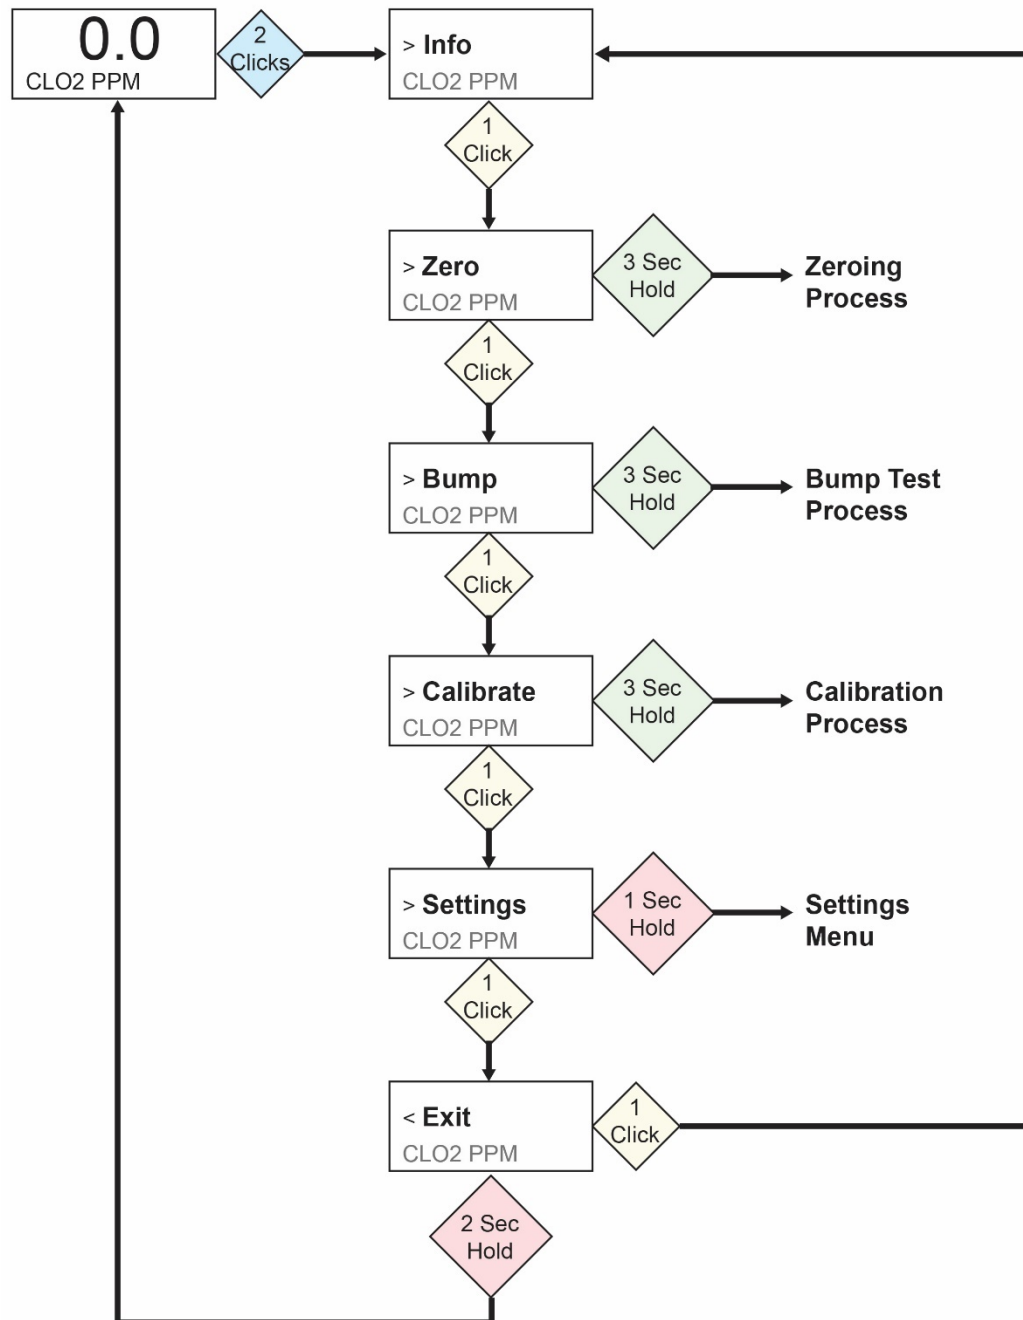 0.0
CLO2 PPM
2
Clicks
> Info
CLO2 PPM
1
Click
> Zero
CLO2 PPM
3 Sec
Hold
Zeroing
Process
1
Click
> Bump
CLO2 PPM
3 Sec
Hold
Bump Test
Process
1
Click
> Calibrate
CLO2 PPM
3 Sec
Hold
Calibration
Process
1
Click
> Settings
CLO2 PPM
1 Sec
Hold
Settings
Menu
1
Click
< Exit
CLO2 PPM
1
Click
2 Sec
Hold